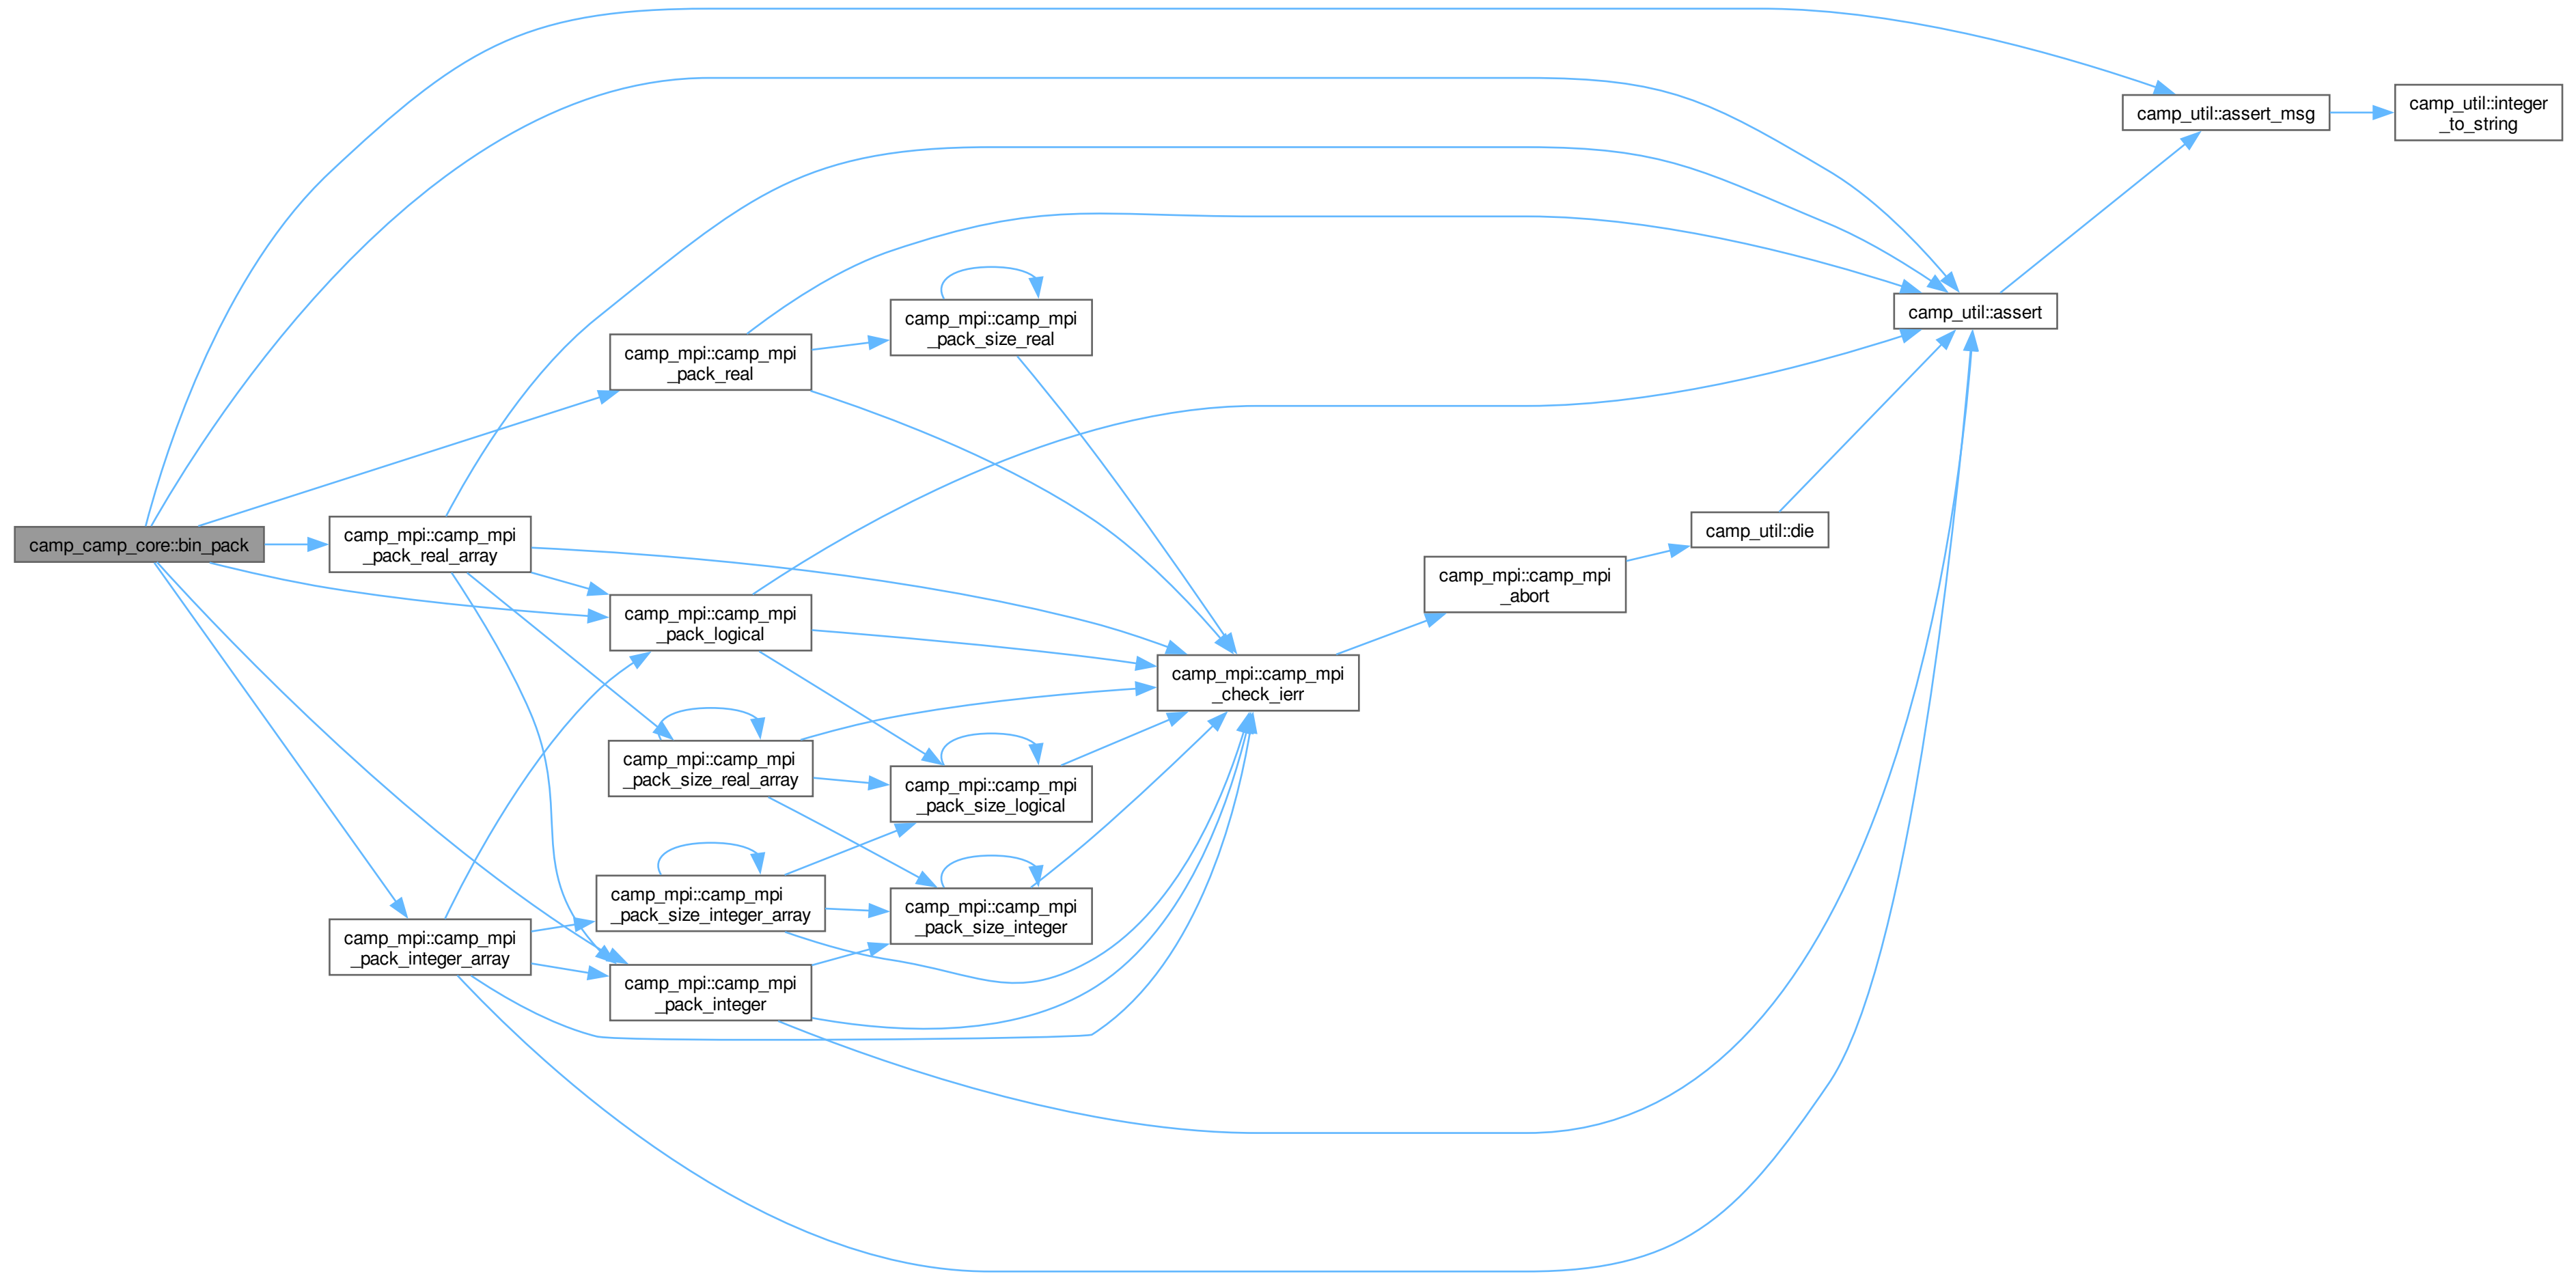 camp_camp_core::bin_pack
camp_mpi::camp_mpi
_pack_real_array
camp_mpi::camp_mpi
_pack_integer_array
camp_mpi::camp_mpi
_pack_real
camp_mpi::camp_mpi
_pack_logical
camp_mpi::camp_mpi
_pack_size_real_array
camp_mpi::camp_mpi
_pack_size_integer_array
camp_mpi::camp_mpi
_pack_integer
camp_mpi::camp_mpi
_pack_size_real
camp_mpi::camp_mpi
_pack_size_logical
camp_mpi::camp_mpi
_pack_size_integer
camp_mpi::camp_mpi
_check_ierr
camp_mpi::camp_mpi
_abort
camp_util::die
camp_util::assert
camp_util::assert_msg
camp_util::integer
_to_string